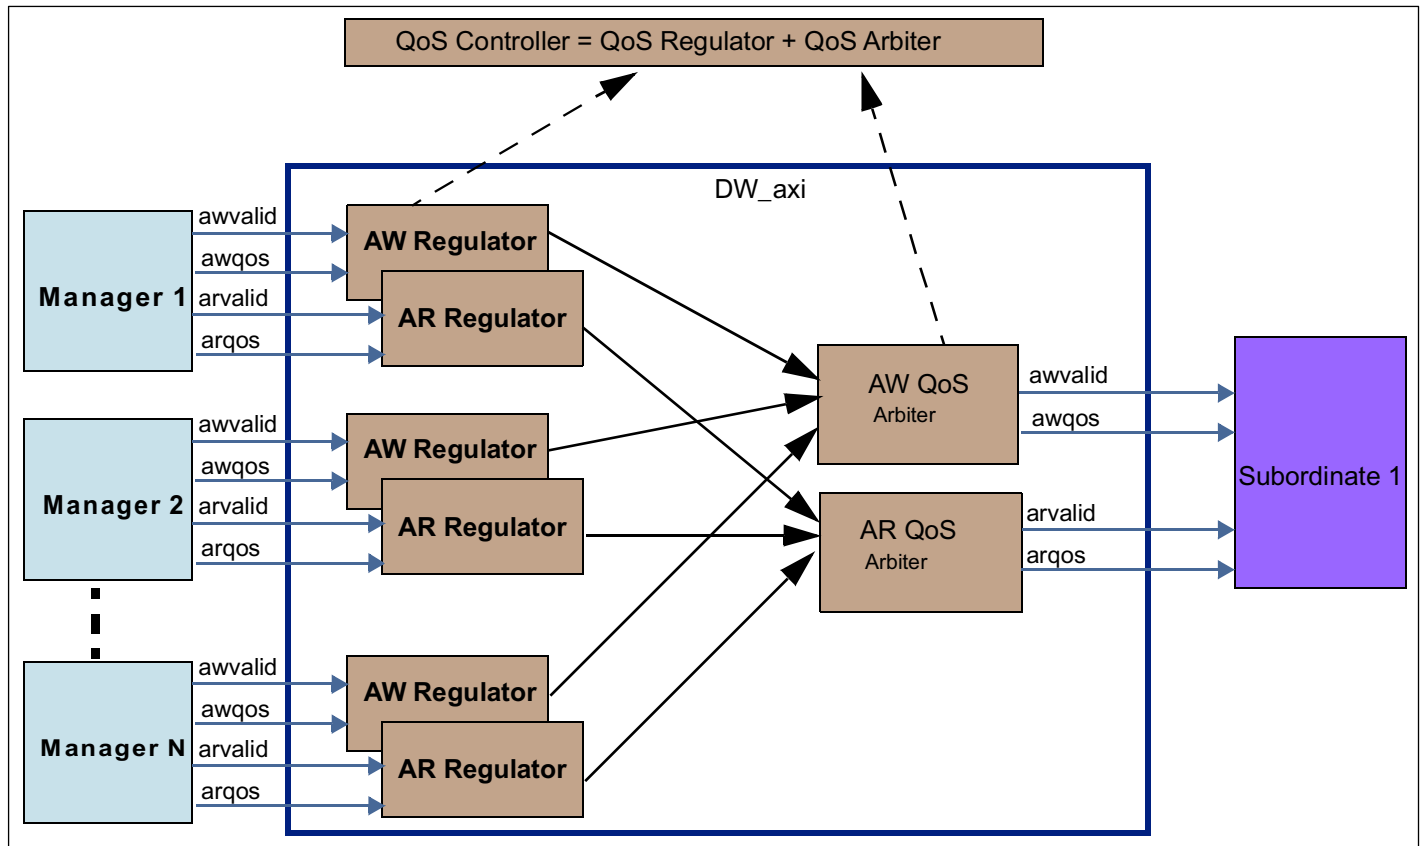 QoS Controller = QoS Regulator + QoS Arbiter
DW_axi
Manager 1
awvalid
awqos
arvalid
arqos
AW Regulator
AR Regulator
Manager 2
awvalid
awqos
arvalid
arqos
AW Regulator
AR Regulator
Manager N
awvalid
awqos
arvalid
arqos
AW Regulator
AR Regulator
AW QoS
Arbiter
AR QoS
Arbiter
awvalid
awqos
arvalid
arqos
Subordinate 1